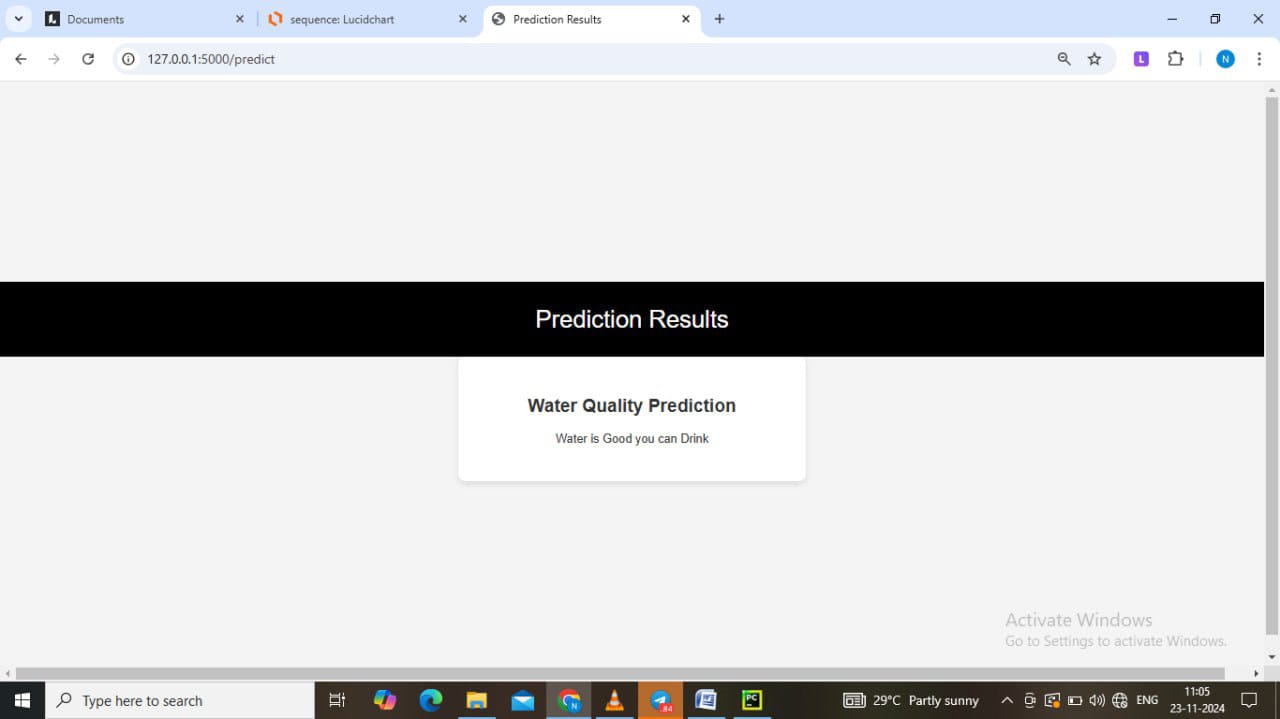 Documents
sequence: Lucidchart
Prediction Results
127.0.0.1:5000/predict
L
N
Prediction Results
Water Quality Prediction
Water is Good you can Drink
Activate Windows
Go to Settings to activate Windows.
Type here to search
N
84
W
PC
29°C Partly sunny
ENG
11:05
23-11-2024